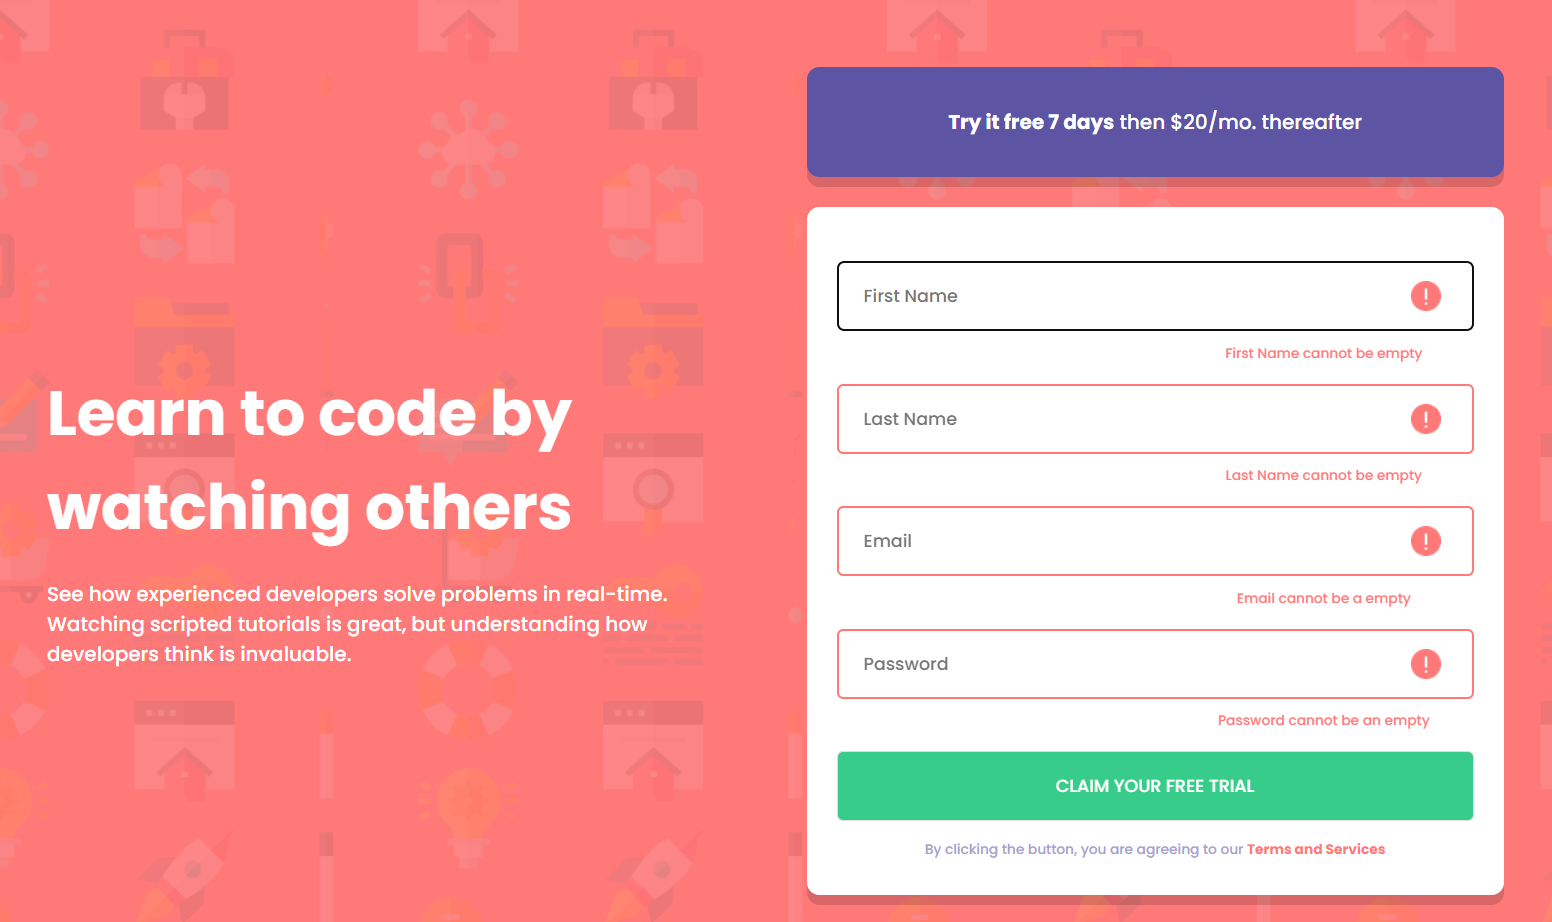 Learn to code by
watching others
See how experienced developers solve problems in real-time.
Watching scripted tutorials is great, but understanding how
developers think is invaluable.
Try it free 7 days then $20/mo. thereafter
First Name
First Name cannot be empty
Last Name
Last Name cannot be empty
Email
Email cannot be a empty
Password
Password cannot be an empty
CLAIM YOUR FREE TRIAL
By clicking the button, you are agreeing to our Terms and Services